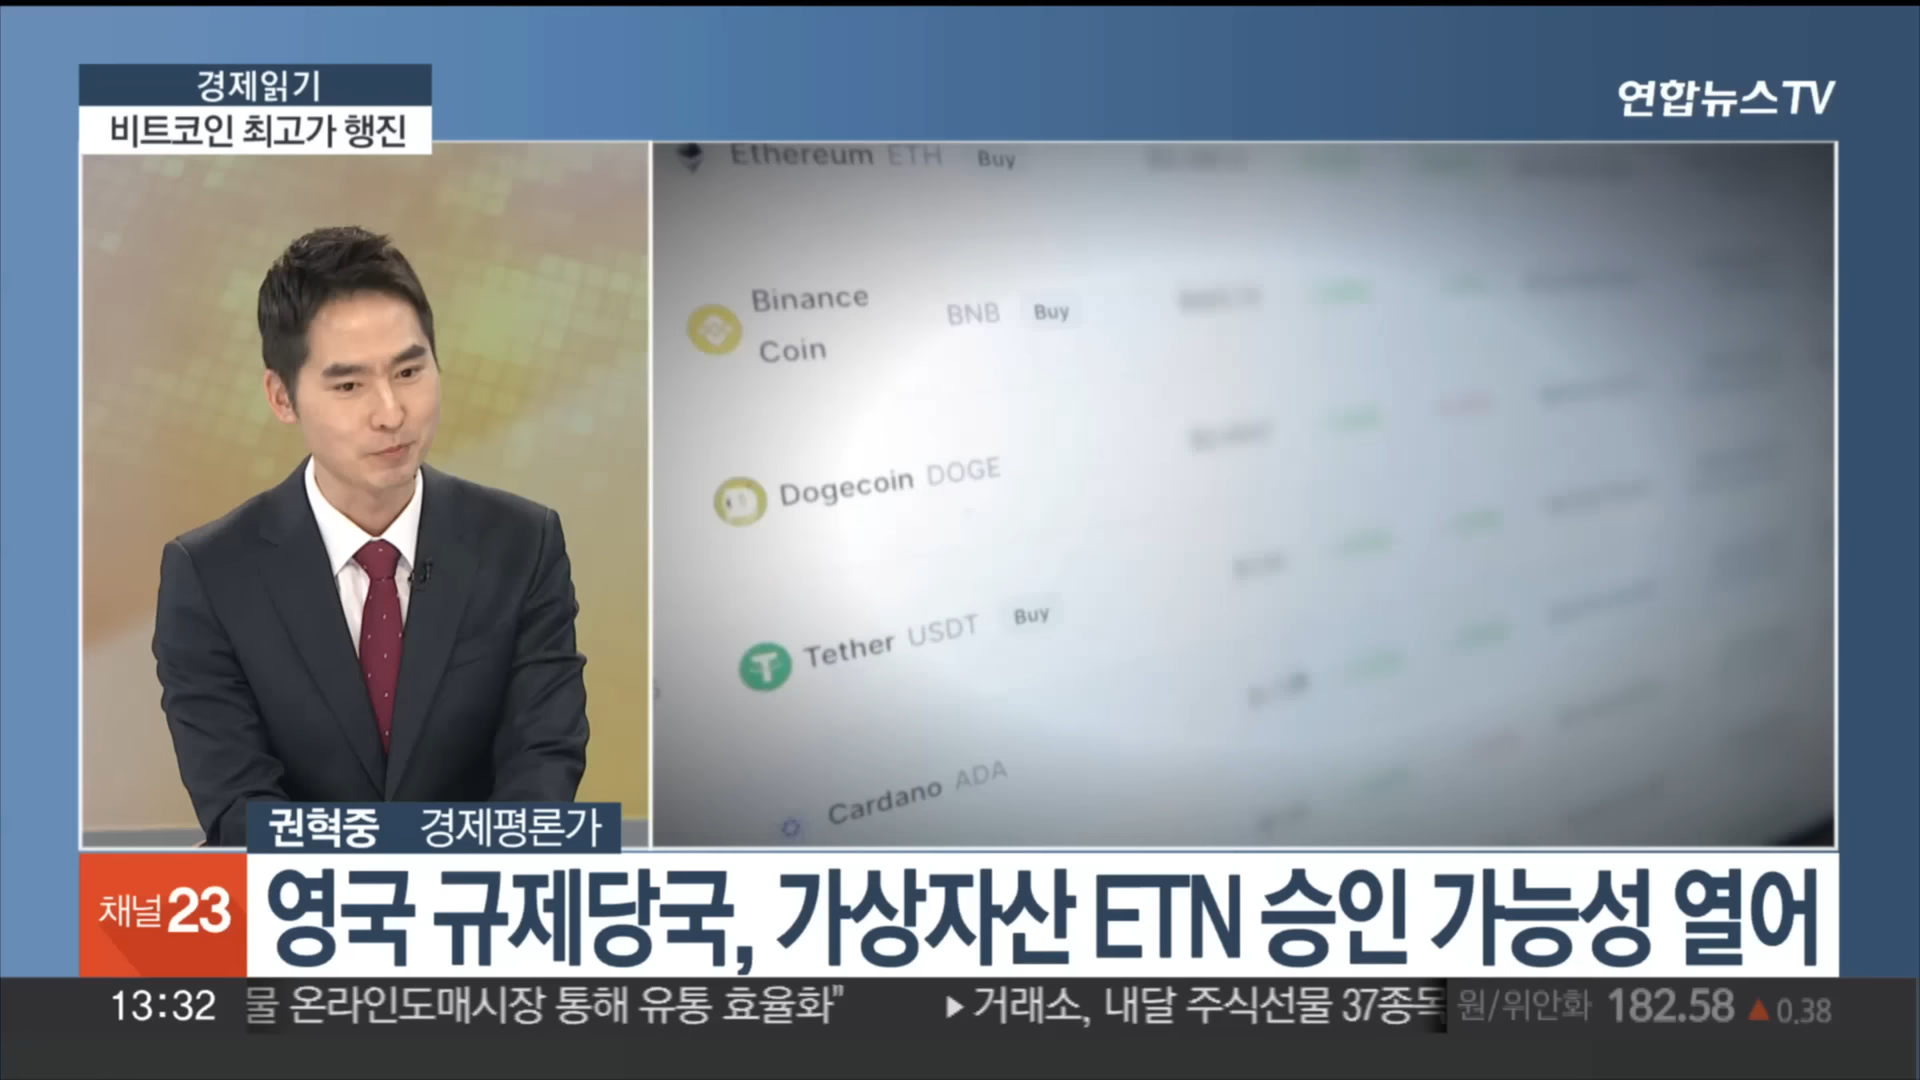 경제읽기
비트코인 최고가 행진
연합뉴스TV
Ethereum ETH Buy
Binance
Coin
BNB Buy
Dogecoin DOGE
Tether USDT Buy
Cardano ADA
권혁중 경제평론가
채널 23
영국 규제당국, 가상자산 ETN 승인 가능성 열어
13:32
물 온라인도매시장 통해 유통 효율화" ▶거래소, 내달 주식선물 37종목
원/위안화 182.58 ▲0.38